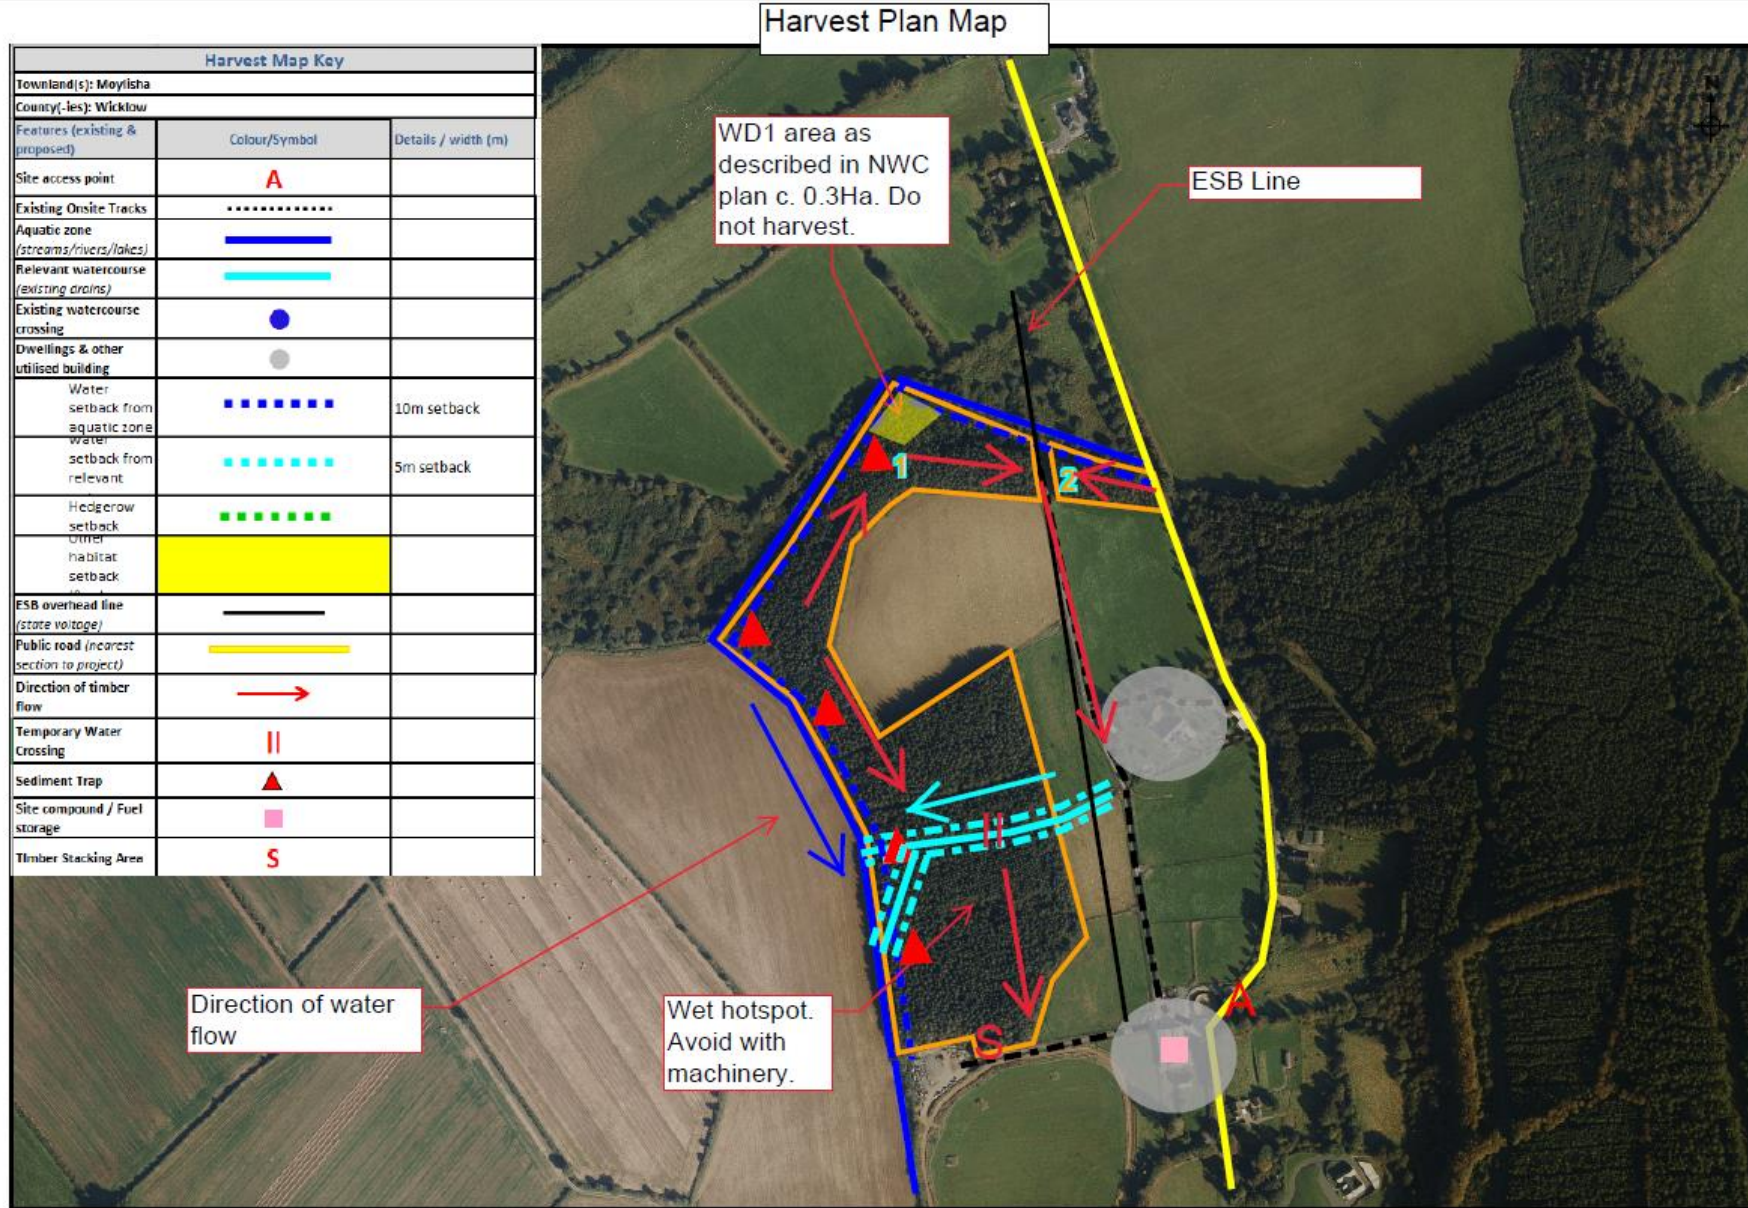 Harvest Plan Map
Harvest Map Key
Townland(s): Moylisha
County(-ies): Wicklow
Features (existing & proposed)
Colour/Symbol
Details / width (m)
Site access point
A
Existing Onsite Tracks
Aquatic zone
(streams/rivers/lakes)
Relevant watercourse
(existing drains)
Existing watercourse
crossing
Dwellings & other
utilised building
Water
setback from
aquatic zone
10m setback
water
setback from
relevant
5m setback
Hedgerow
setback
Other
habitat
setback
ESB overhead line
(state voltage)
Public road (nearest
section to project)
Direction of timber
flow
Temporary Water
Crossing
||
Sediment Trap
Site compound / Fuel
storage
Timber Stacking Area
S
WD1 area as
described in NWC
plan c. 0.3Ha. Do
not harvest.
ESB Line
N
1
2
||
Direction of water
flow
Wet hotspot.
Avoid with
machinery.
S
A